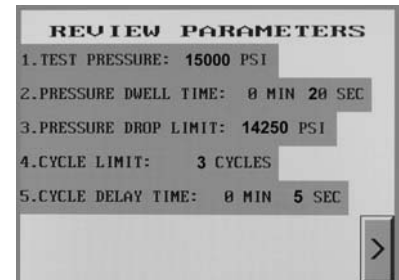 REVIEW PARAMETERS
1.TEST PRESSURE: 15000 PSI
2.PRESSURE DWELL TIME: 0 MIN 20 SEC
3.PRESSURE DROP LIMIT: 14250 PSI
4.CYCLE LIMIT: 3 CYCLES
5.CYCLE DELAY TIME: 0 MIN 5 SEC
>